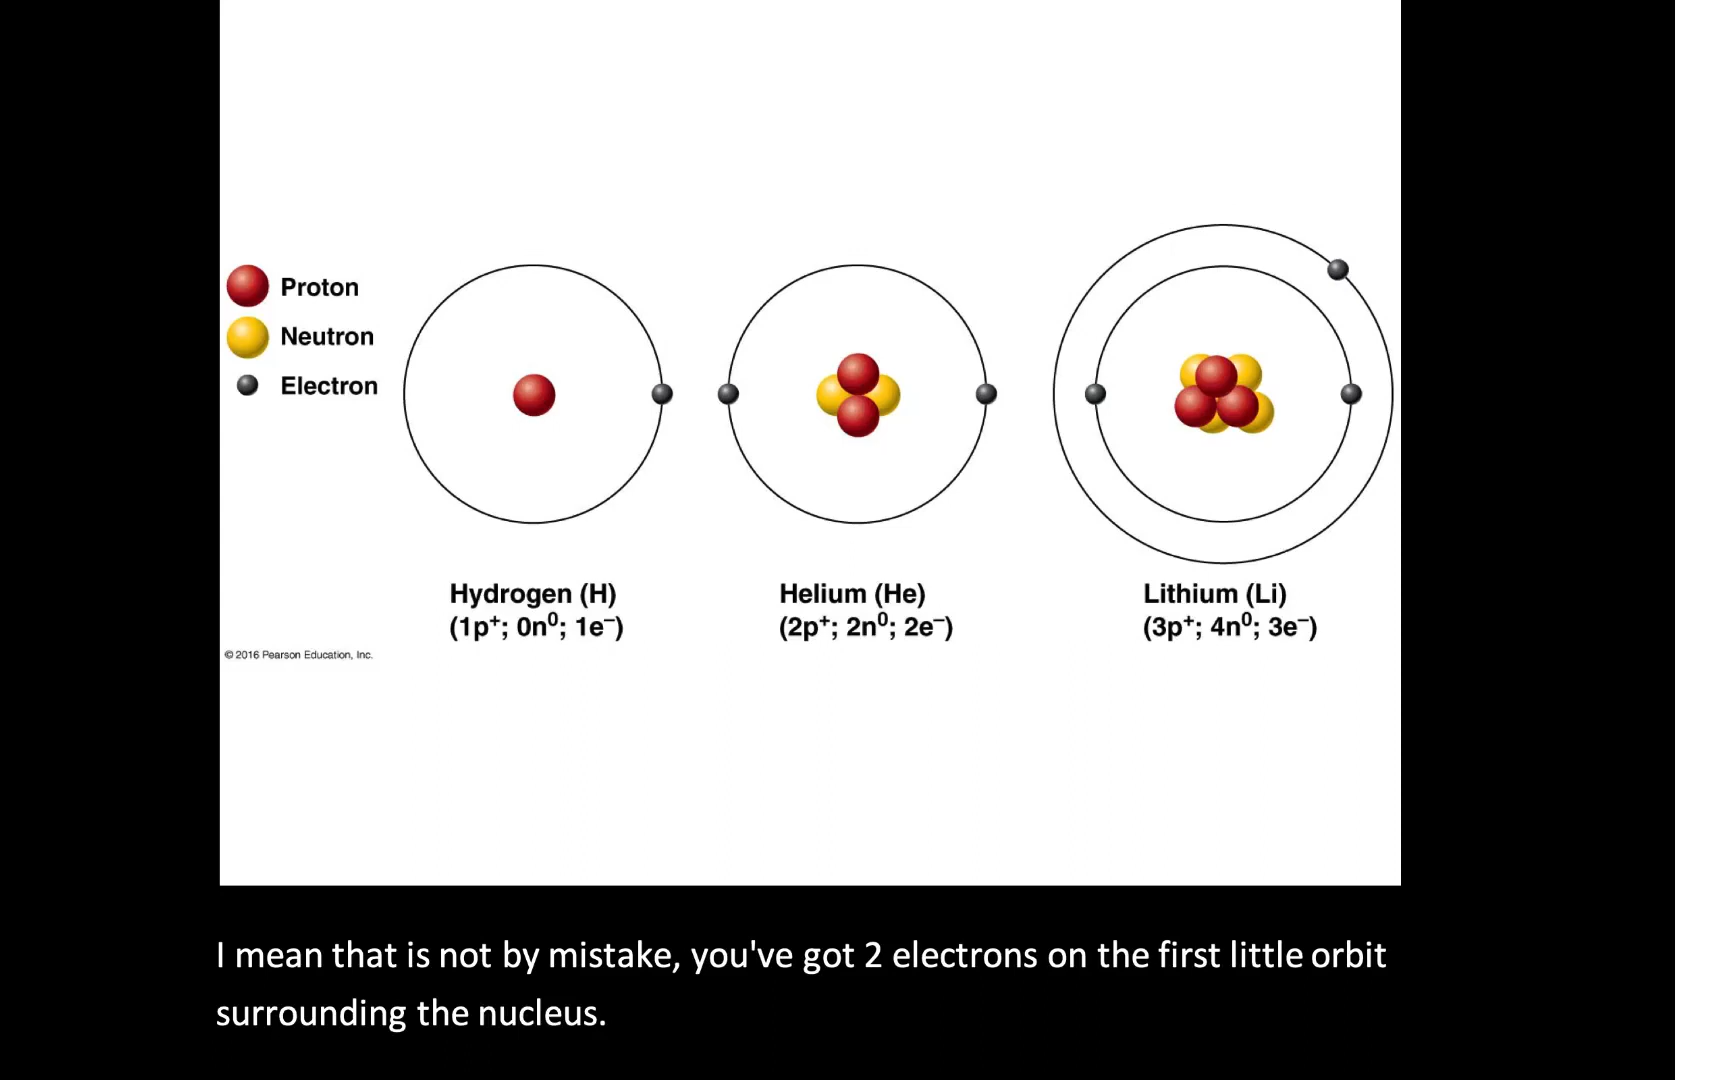 Proton
Neutron
Electron
Hydrogen (H)
(1p⁺; 0n⁰; 1e⁻)
Helium (He)
(2p⁺; 2n⁰; 2e⁻)
Lithium (Li)
(3p⁺; 4n⁰; 3e⁻)
© 2016 Pearson Education, Inc.
I mean that is not by mistake, you've got 2 electrons on the first little orbit
surrounding the nucleus.